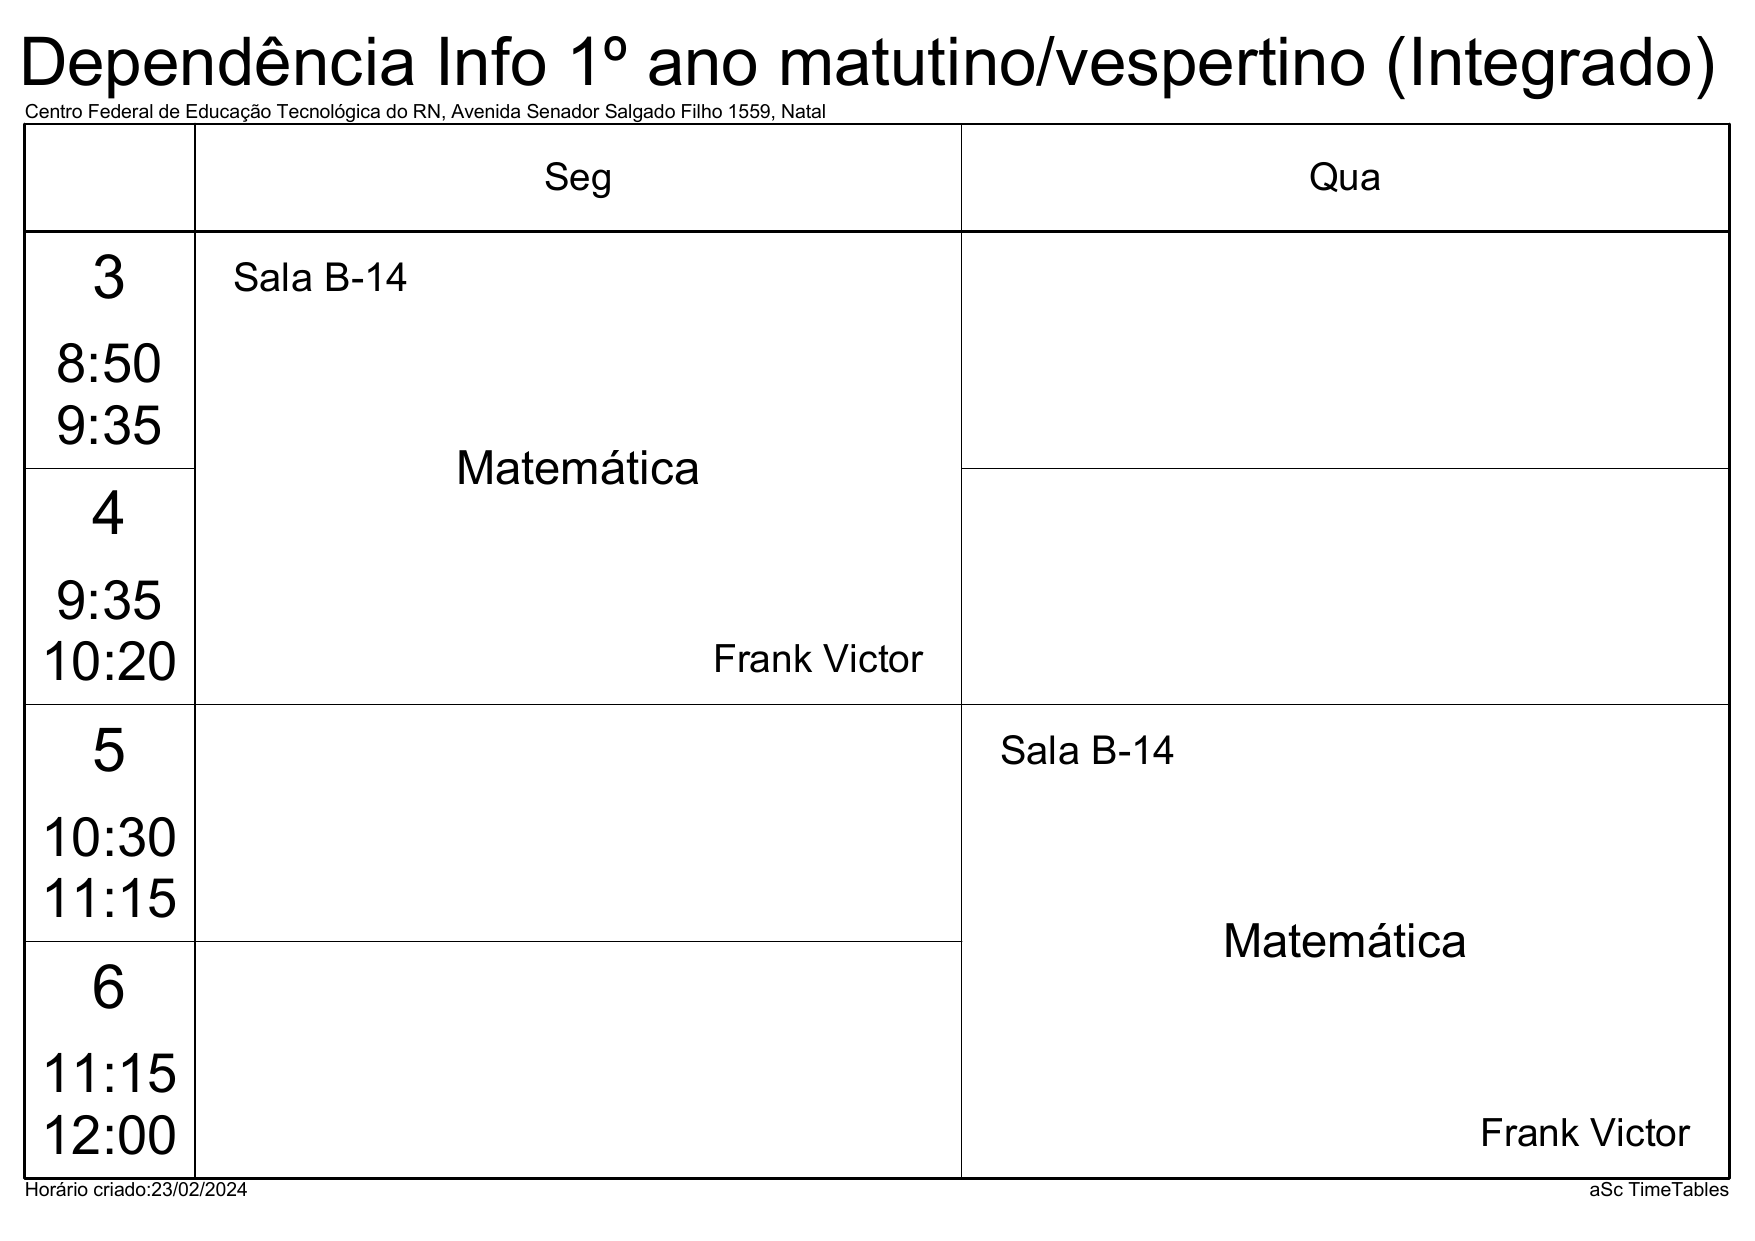 Dependência Info 1º ano matutino/vespertino (Integrado)
Centro Federal de Educação Tecnológica do RN, Avenida Senador Salgado Filho 1559, Natal
Seg
Qua
3
8:50
9:35
Sala B-14
Matemática
Frank Victor
4
9:35
10:20
5
10:30
11:15
Sala B-14
Matemática
Frank Victor
6
11:15
12:00
Horário criado:23/02/2024
aSc TimeTables